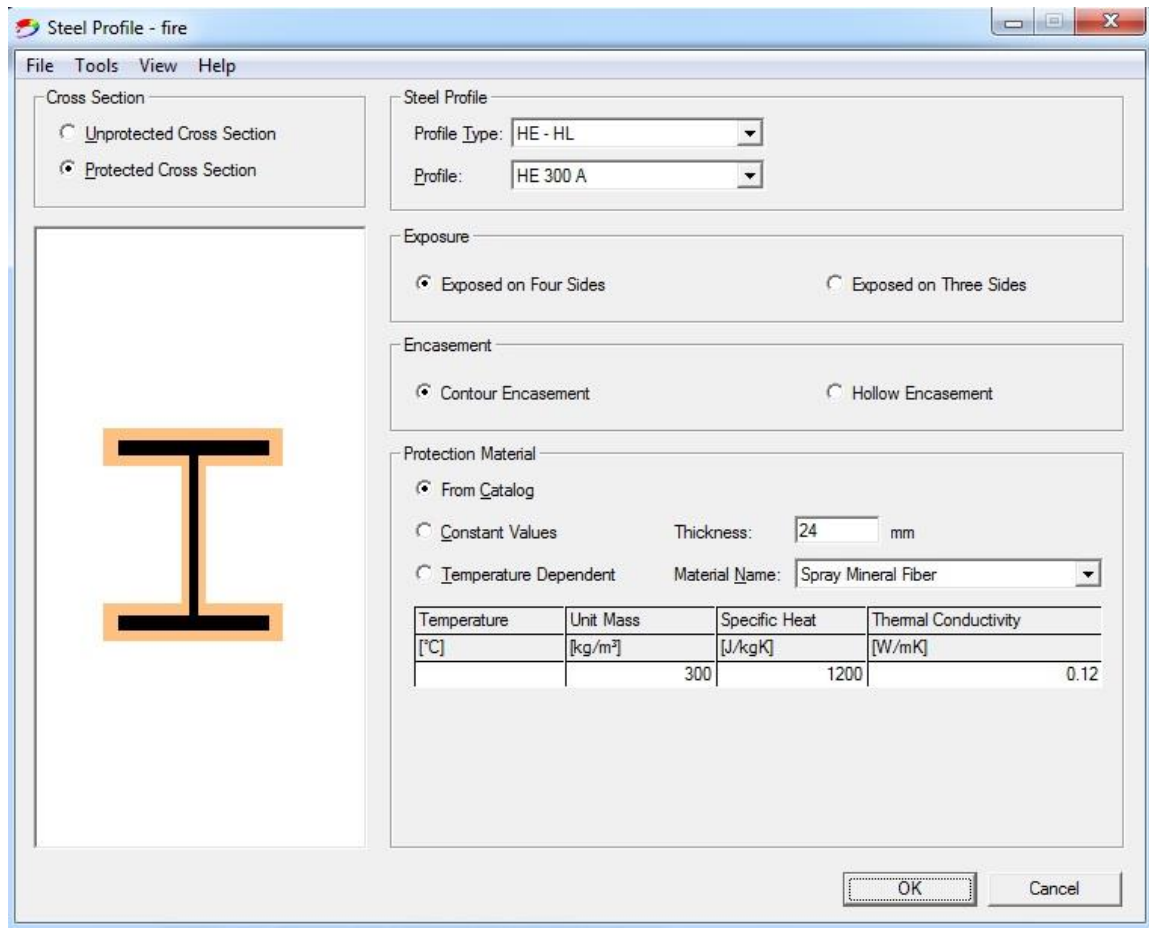 Steel Profile - fire
File Tools View Help
Cross Section
Unprotected Cross Section
Protected Cross Section
Steel Profile
Profile Type: HE - HL
Profile: HE 300 A
Exposure
Exposed on Four Sides Exposed on Three Sides
Encasement
Contour Encasement Hollow Encasement
Protection Material
From Catalog
Constant Values Thickness: 24 mm
Temperature Dependent Material Name: Spray Mineral Fiber
Temperature Unit Mass Specific Heat Thermal Conductivity
[°C] [kg/m³] [J/kgK] [W/mK]
300 1200 0.12
OK Cancel